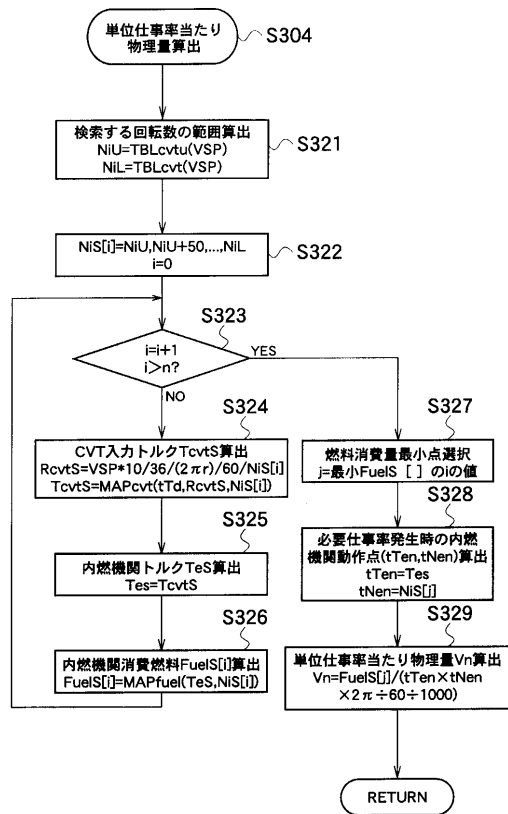 単位仕事率当たり
物理量算出
S304
検索する回転数の範囲算出
NiU=TBLcvtu(VSP)
NiL=TBLcvt(VSP)
S321
NiS[i]=NiU,NiU+50,...,NiL
i=0
S322
S323
i=i+1
i>n?
YES
NO
S324
CVT入力トルクTcvtS算出
RcvtS=VSP*10/36/(2πr)/60/NiS[i]
TcvtS=MAPcvt(tTd,RcvtS,NiS[i])
S325
内燃機関トルクTeS算出
Tes=TcvtS
S326
内燃機関消費燃料FuelS[i]算出
FuelS[i]=MAPfuel(TeS,NiS[i])
S327
燃料消費量最小点選択
j=最小FuelS [ ] のiの値
S328
必要仕事率発生時の内燃
機関動作点(tTen,tNen)算出
tTen=Tes
tNen=NiS[j]
S329
単位仕事率当たり物理量Vn算出
Vn=FuelS[j]/(tTen×tNen
×2π÷60÷1000)
RETURN